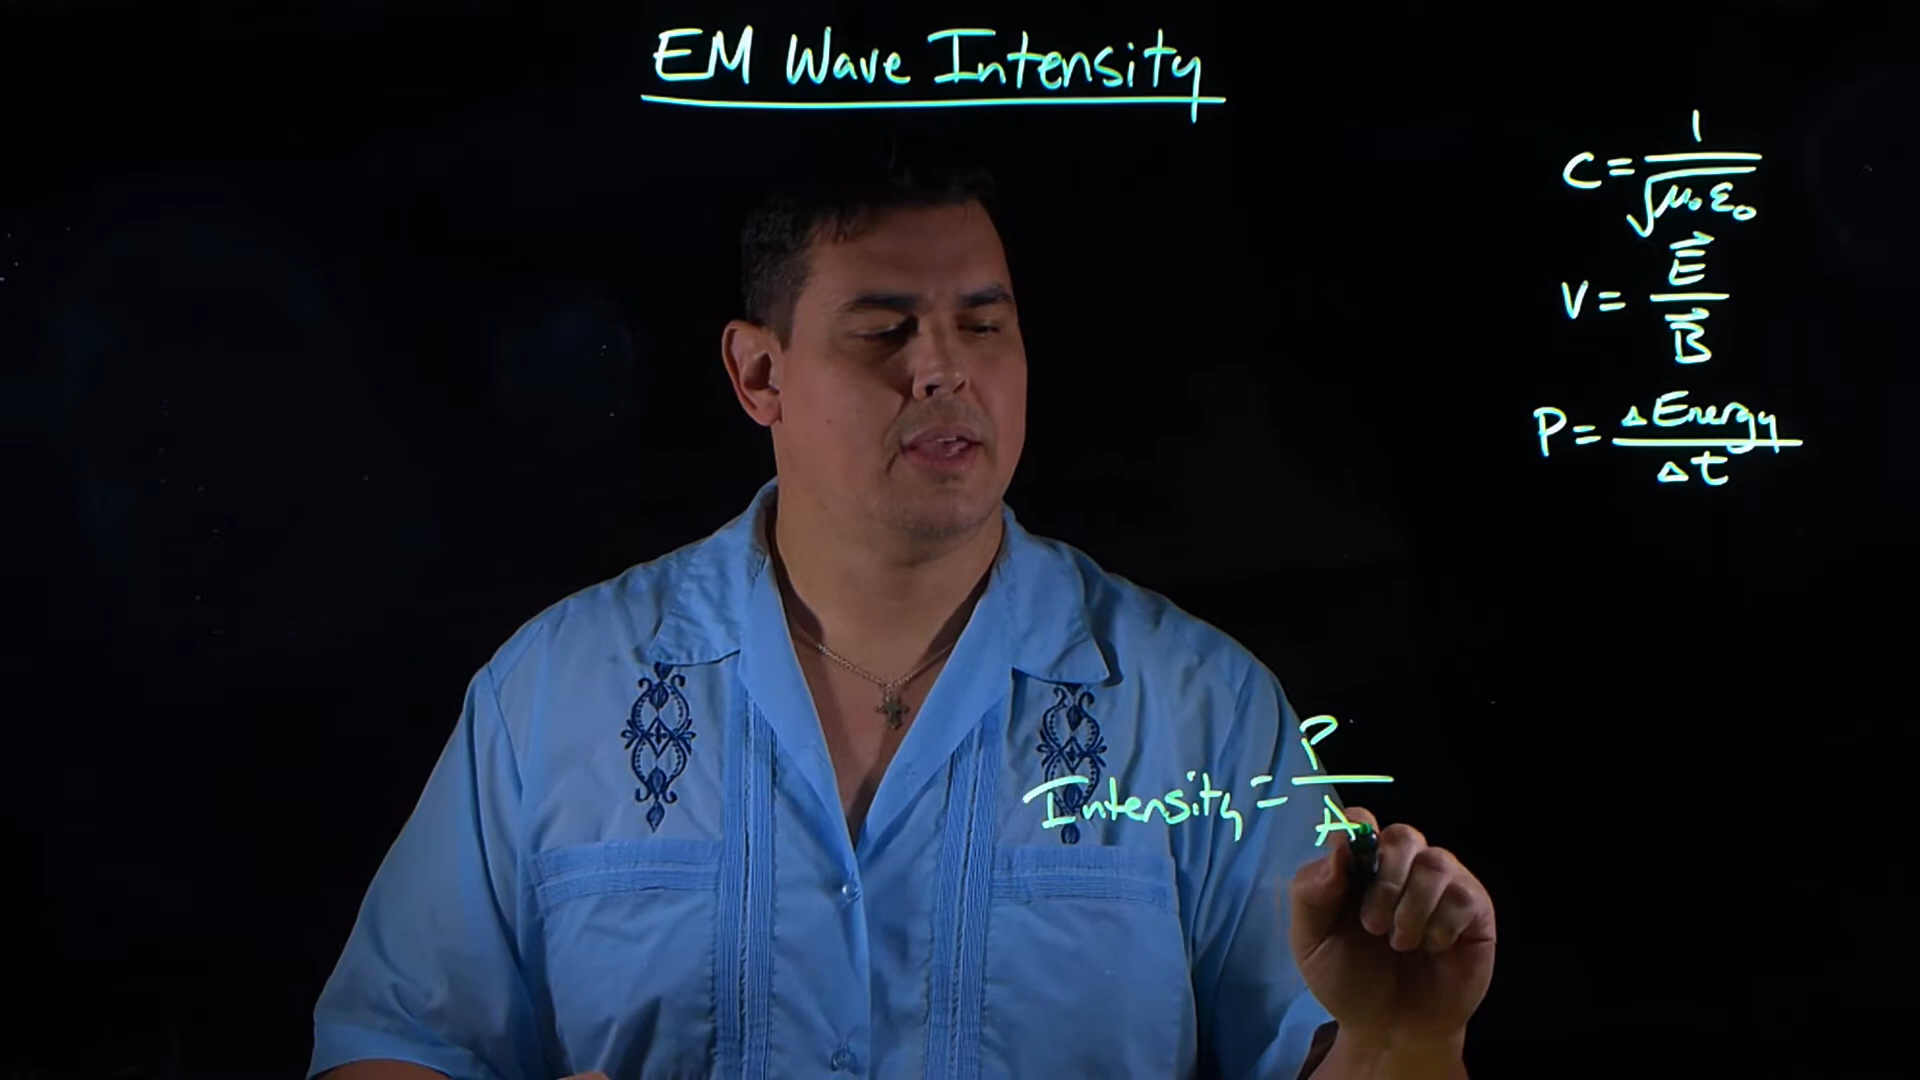 EM Wave Intensity
C = 1 / √μ₀ε₀
V = E⃗ / B⃗
P = ΔEnergy / Δt
Intensity = P / A